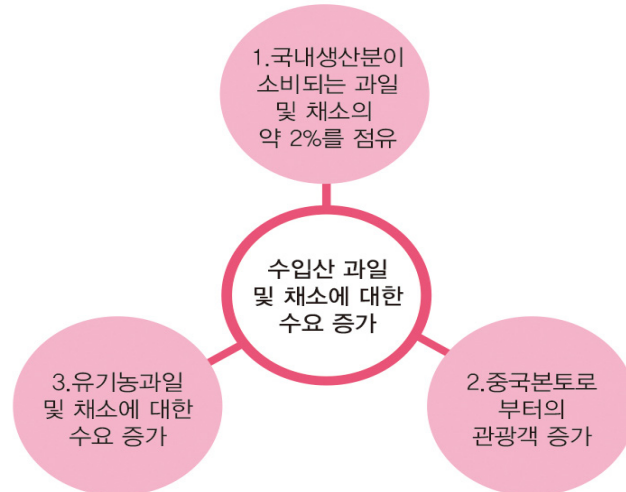 1.국내생산분이
소비되는 과일
및 채소의
약 2%를 점유
수입산 과일
및 채소에 대한
수요 증가
3.유기농과일
및 채소에 대한
수요 증가
2.중국본토로
부터의
관광객 증가